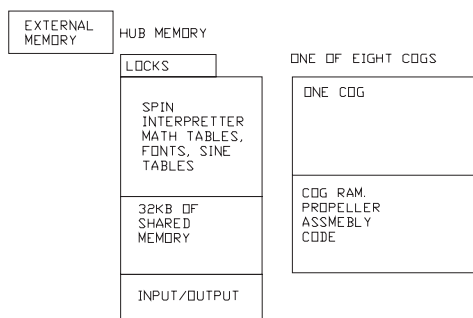 EXTERNAL
MEMORY
HUB MEMORY
LOCKS
SPIN
INTERPRETTER
MATH TABLES,
FONTS, SINE
TABLES
32KB OF
SHARED
MEMORY
INPUT/OUTPUT
ONE OF EIGHT COGS
ONE COG
COG RAM.
PROPELLER
ASSMEBLY
CODE